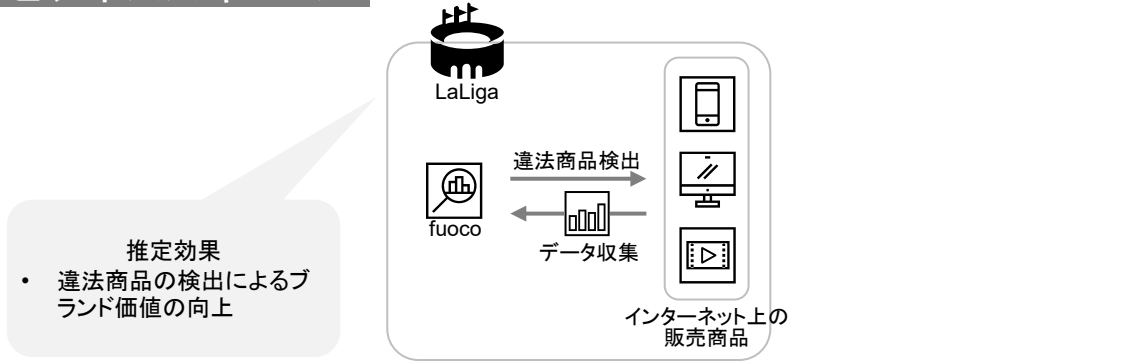 LaLiga
違法商品検出
fuoco
データ収集
インターネット上の
販売商品
推定効果
• 違法商品の検出によるブ
ランド価値の向上